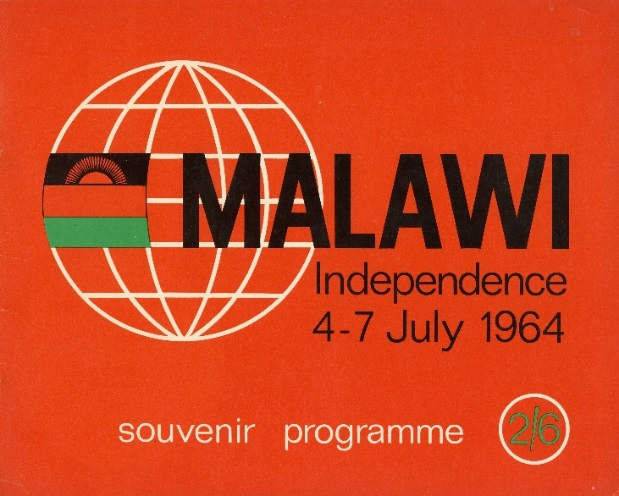 MALAWI
Independence
4-7 July 1964
souvenir programme 2/6